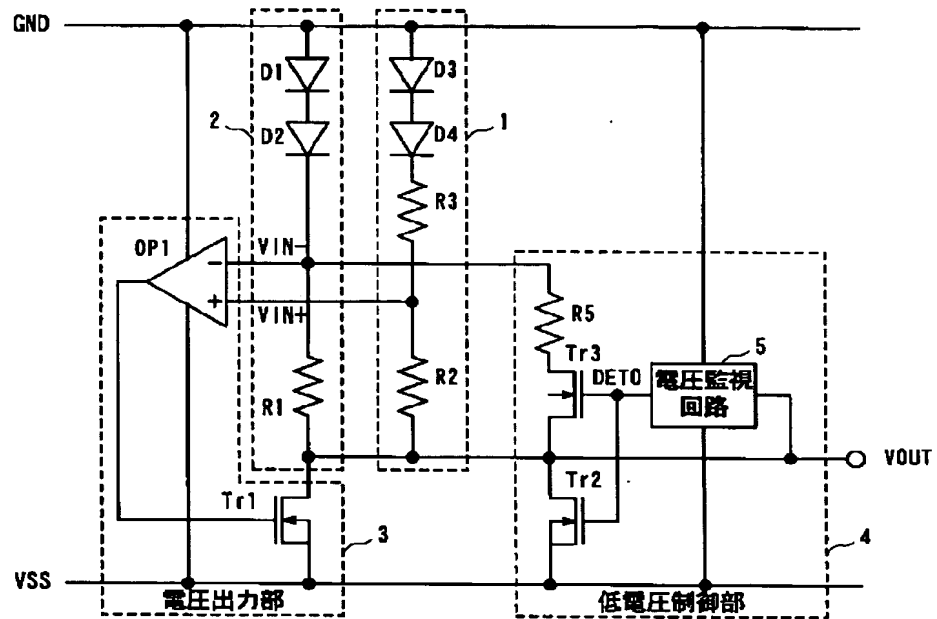 GND
D1
D3
2
D2
D4
1
R3
OP1
VIN-
-
+
VIN+
R5
Tr3
5
R1
R2
DETO
電圧監視
回路
VOUT
Tr1
Tr2
3
4
VSS
電圧出力部
低電圧制御部